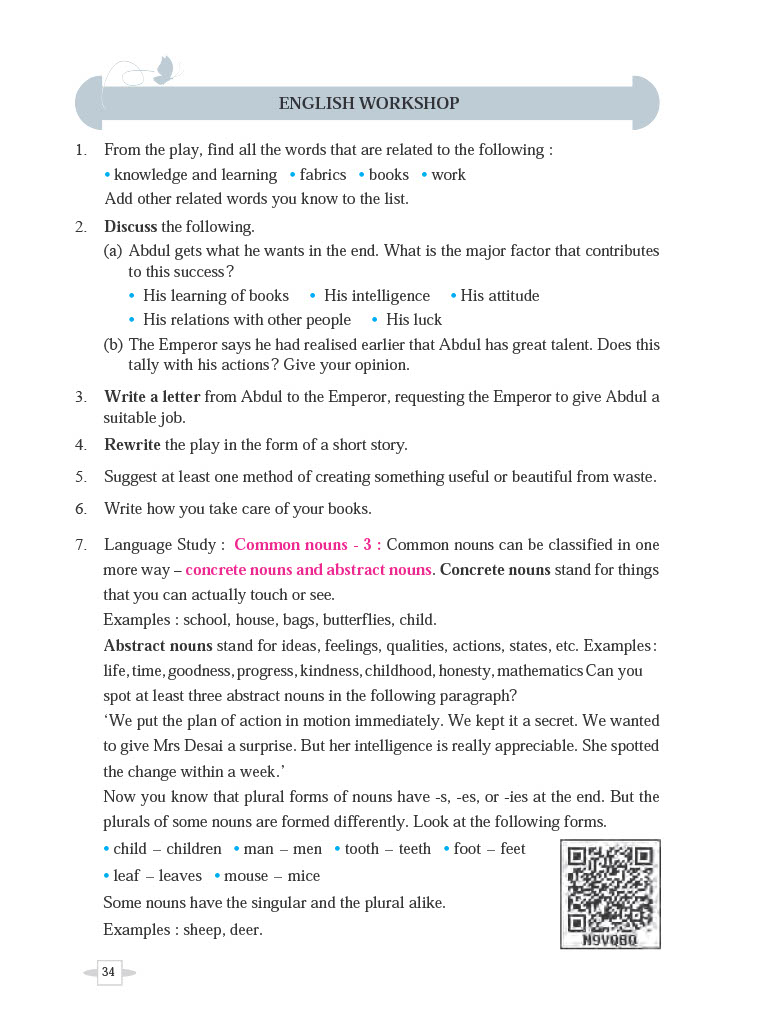 ENGLISH WORKSHOP
1. From the play, find all the words that are related to the following :
• knowledge and learning • fabrics • books • work
Add other related words you know to the list.
2. Discuss the following.
(a) Abdul gets what he wants in the end. What is the major factor that contributes
to this success?
• His learning of books • His intelligence • His attitude
• His relations with other people • His luck
(b) The Emperor says he had realised earlier that Abdul has great talent. Does this
tally with his actions? Give your opinion.
3. Write a letter from Abdul to the Emperor, requesting the Emperor to give Abdul a
suitable job.
4. Rewrite the play in the form of a short story.
5. Suggest at least one method of creating something useful or beautiful from waste.
6. Write how you take care of your books.
7. Language Study : Common nouns - 3 : Common nouns can be classified in one
more way – concrete nouns and abstract nouns. Concrete nouns stand for things
that you can actually touch or see.
Examples : school, house, bags, butterflies, child.
Abstract nouns stand for ideas, feelings, qualities, actions, states, etc. Examples :
life, time, goodness, progress, kindness, childhood, honesty, mathematics Can you
spot at least three abstract nouns in the following paragraph?
‘We put the plan of action in motion immediately. We kept it a secret. We wanted
to give Mrs Desai a surprise. But her intelligence is really appreciable. She spotted
the change within a week.’
Now you know that plural forms of nouns have -s, -es, or -ies at the end. But the
plurals of some nouns are formed differently. Look at the following forms.
• child – children • man – men • tooth – teeth • foot – feet
• leaf – leaves • mouse – mice
Some nouns have the singular and the plural alike.
Examples : sheep, deer.
N9VQBQ
34